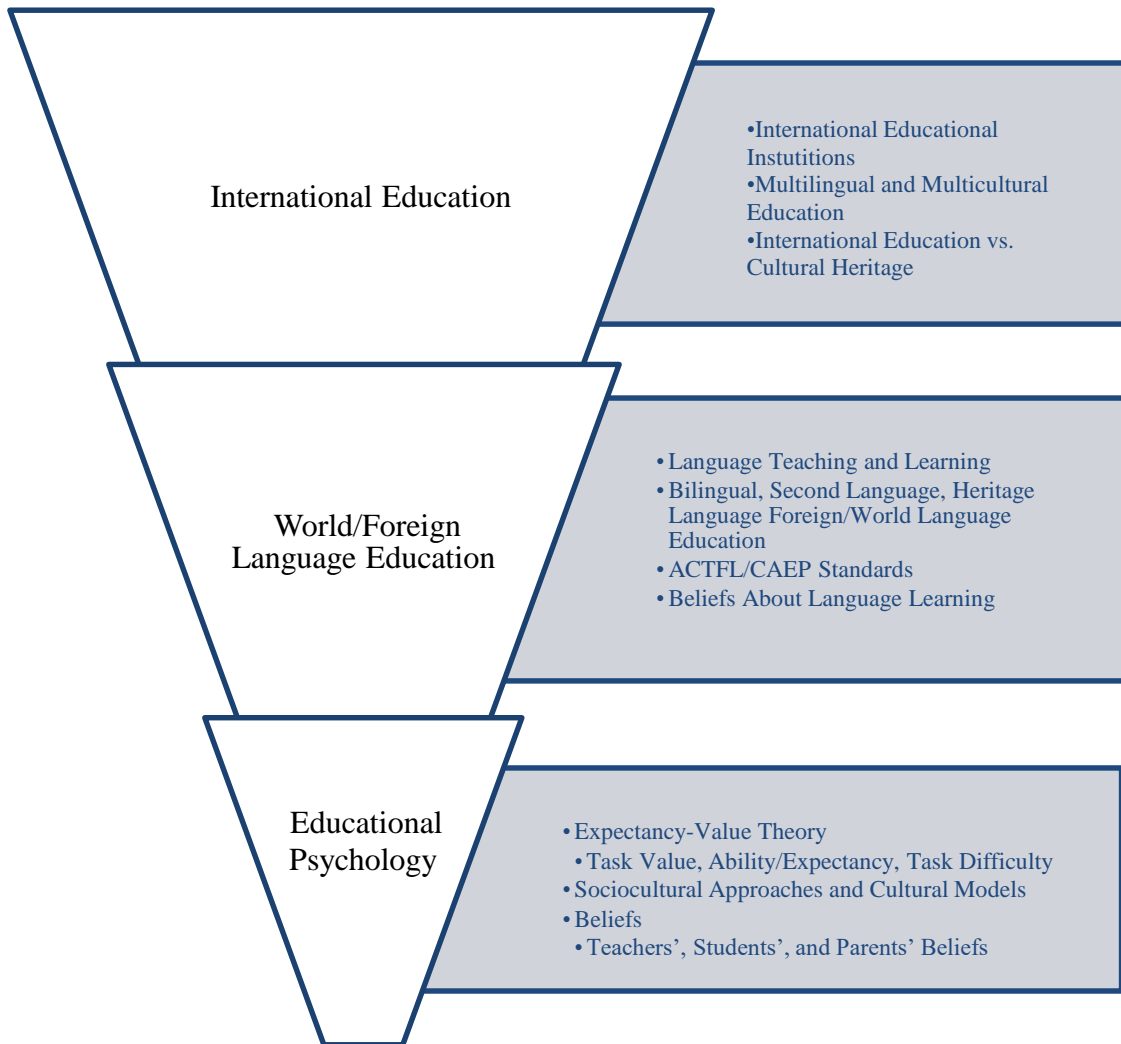 International Education
•International Educational
Instutitions
•Multilingual and Multicultural
Education
•International Education vs.
Cultural Heritage
World/Foreign
Language Education
• Language Teaching and Learning
• Bilingual, Second Language, Heritage
Language Foreign/World Language
Education
• ACTFL/CAEP Standards
• Beliefs About Language Learning
Educational
Psychology
• Expectancy-Value Theory
• Task Value, Ability/Expectancy, Task Difficulty
• Sociocultural Approaches and Cultural Models
• Beliefs
• Teachers’, Students’, and Parents’ Beliefs